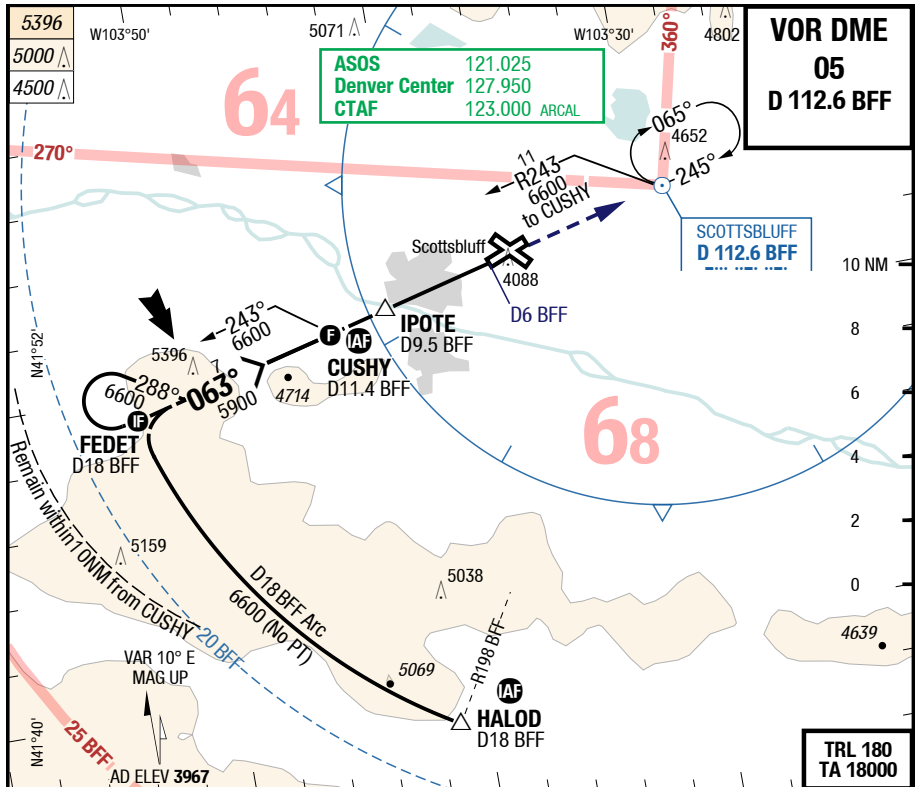 5396
5000
4500
W103°50'
5071
W103°30'
4802
360°
VOR DME
05
D 112.6 BFF
ASOS 121.025
Denver Center 127.950
CTAF 123.000 ARCAL
64
270°
065°
4652
245°
11
R243
6600
to CUSHY
SCOTTSBLUFF
D 112.6 BFF
Scottsbluff
4088
D6 BFF
10 NM
8
6
4
2
0
IPOTE
D9.5 BFF
243°
6600
F
IAF
CUSHY
D11.4 BFF
N41°52'
5396
7
063°
5900
4714
288°
6600
IF
FEDET
D18 BFF
68
Remain within 10NM from CUSHY
5159
20 BFF
D18 BFF Arc
6600 (No PT)
5038
R198 BFF
5069
IAF
HALOD
D18 BFF
4639
VAR 10° E
MAG UP
N41°40'
25 BFF
AD ELEV 3967
TRL 180
TA 18000